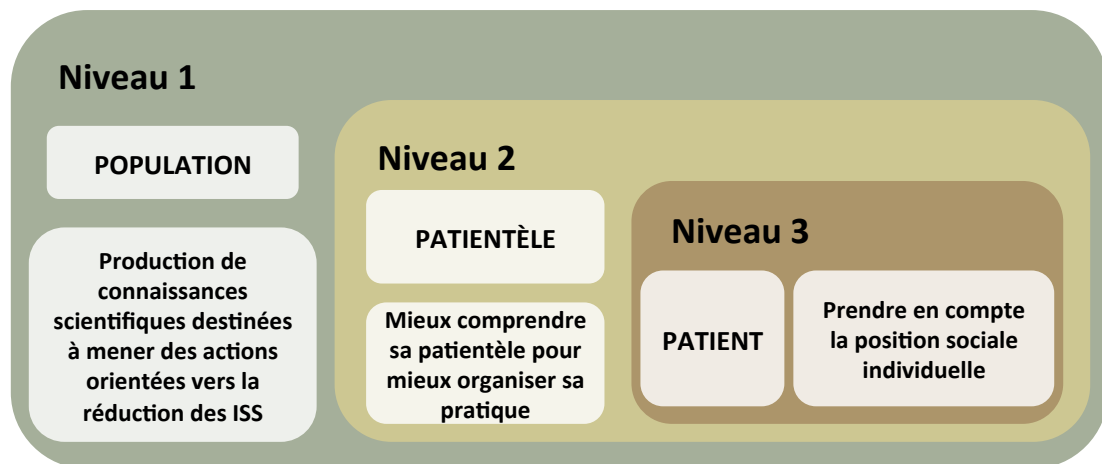 Niveau 1
POPULATION
Production de
connaissances
scientifiques destinées
à mener des actions
orientées vers la
réduction des ISS
Niveau 2
PATIENTÈLE
Mieux comprendre
sa patientèle pour
mieux organiser sa
pratique
Niveau 3
PATIENT
Prendre en compte
la position sociale
individuelle